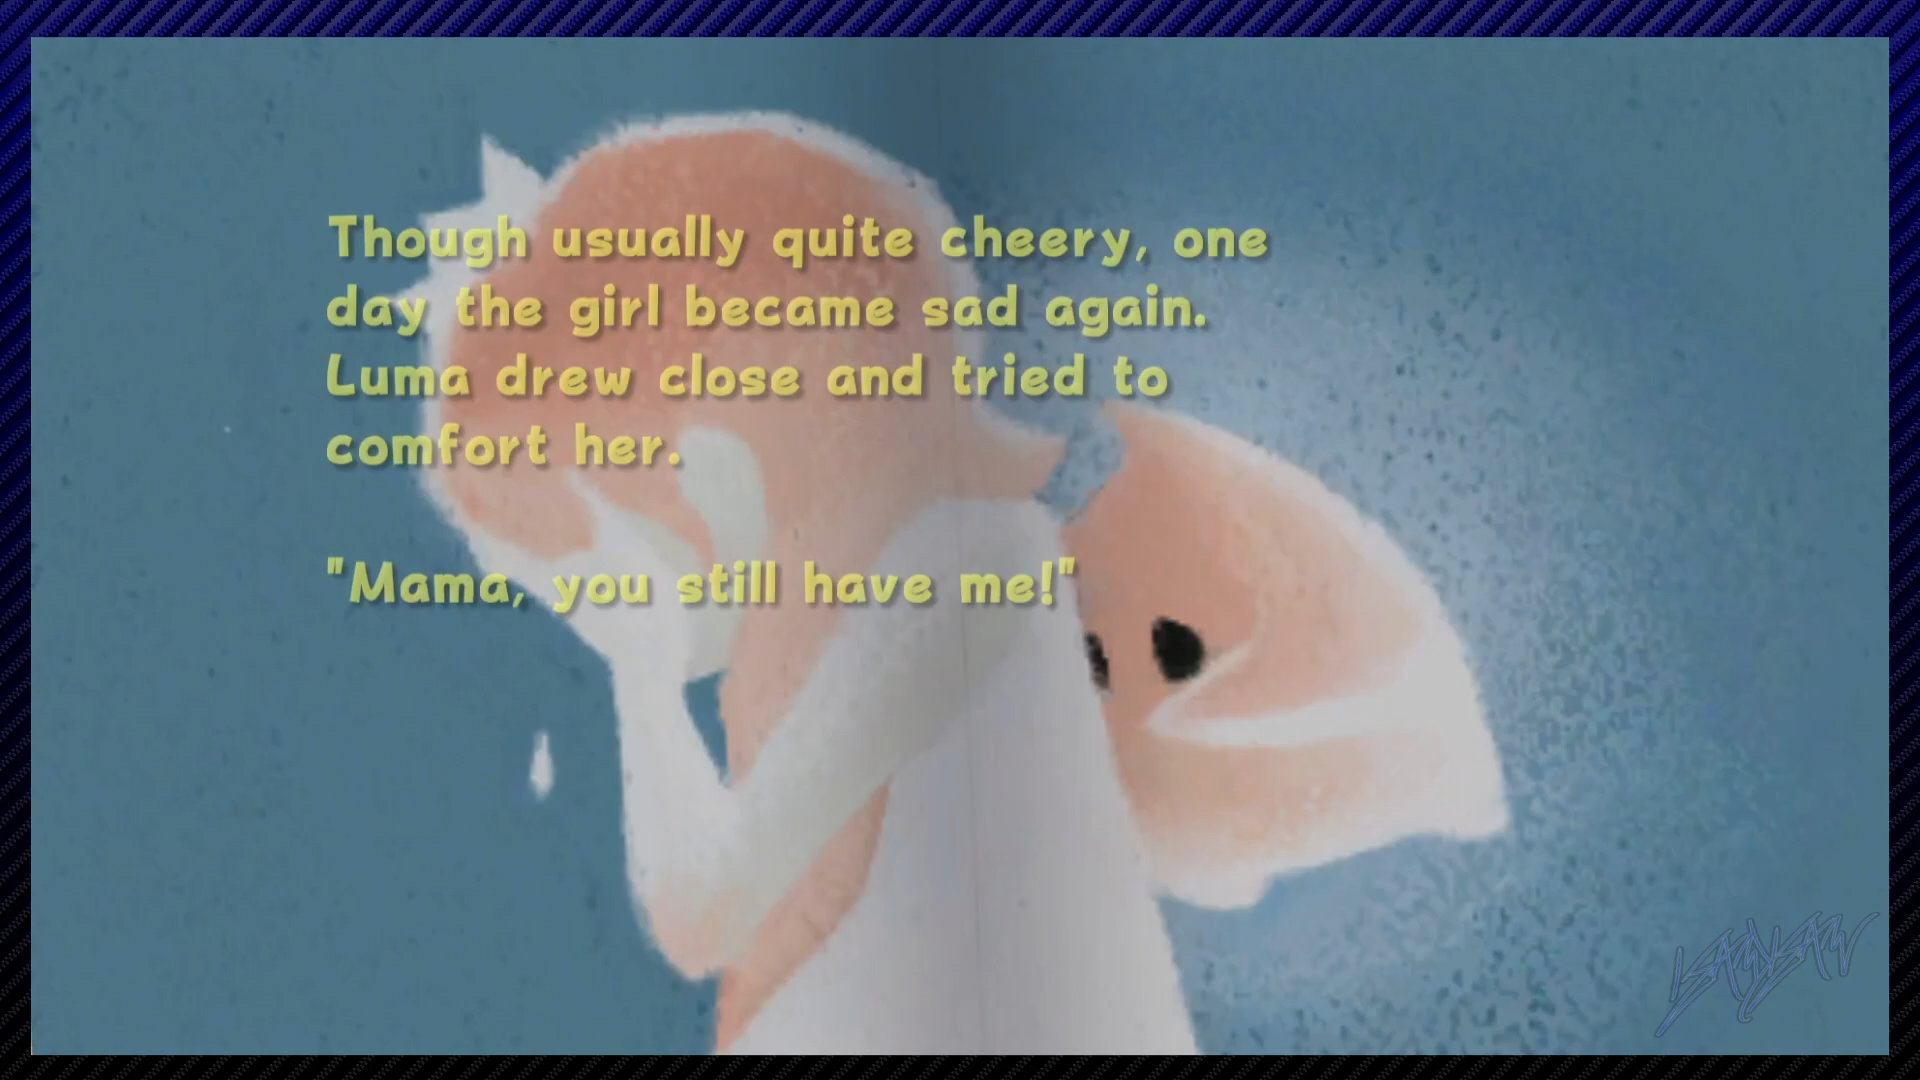 Though usually quite cheery, one
day the girl became sad again.
Luma drew close and tried to
comfort her.
"Mama, you still have me!"